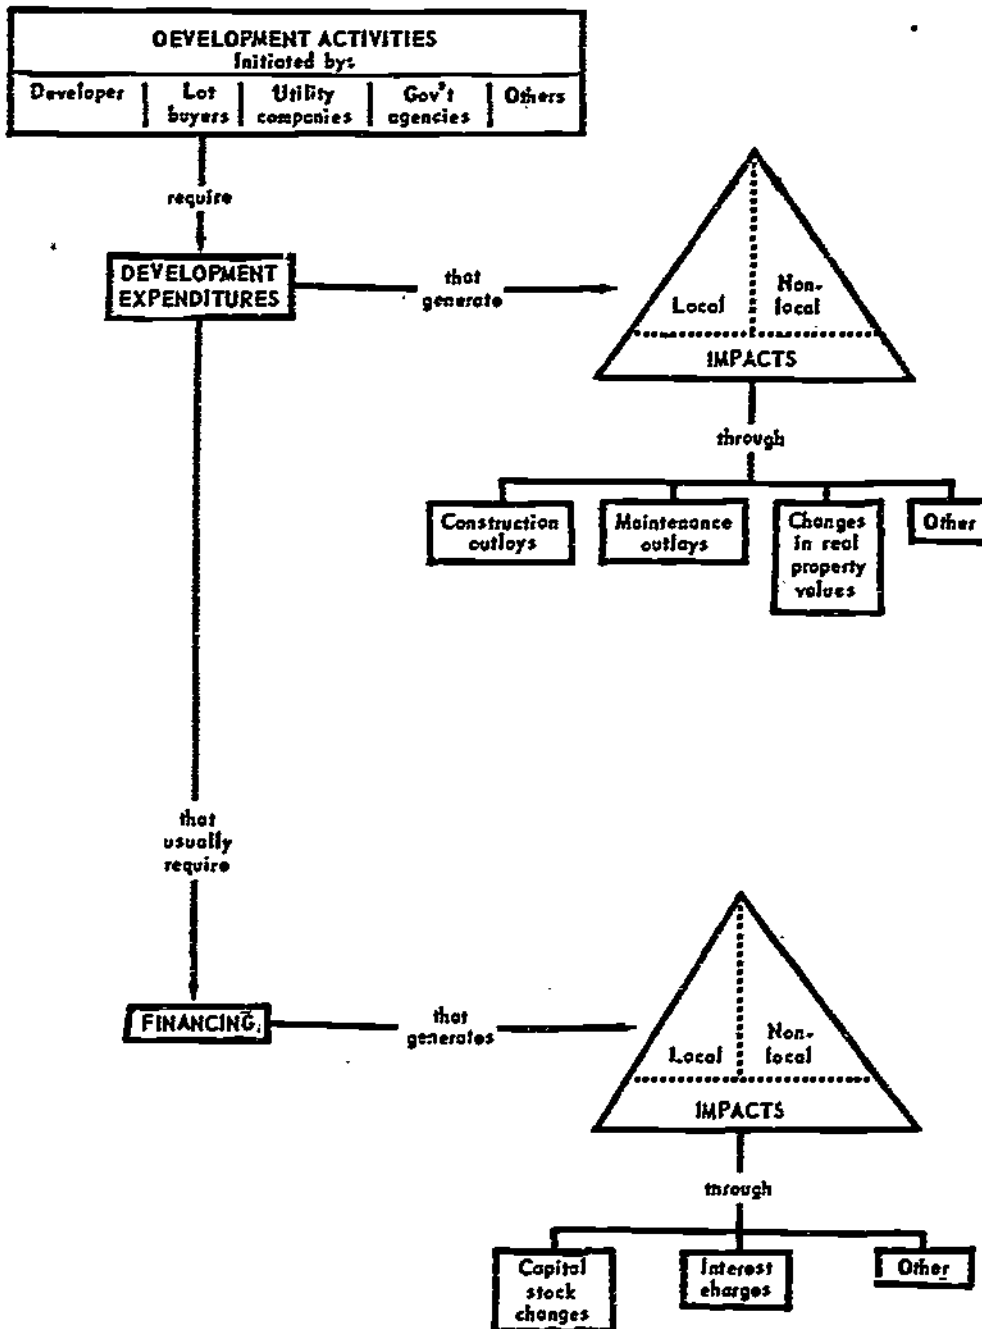 DEVELOPMENT ACTIVITIES
Initiated by:
Developer
Lot
buyers
Utility
companies
Gov't
agencies
Others
require
DEVELOPMENT
EXPENDITURES
that
generate
Local
Non-
local
IMPACTS
through
Construction
outlays
Maintenance
outlays
Changes
in real
property
values
Other
that
usually
require
FINANCING
that
generates
Local
Non-
local
IMPACTS
through
Capital
stock
changes
Interest
charges
Other